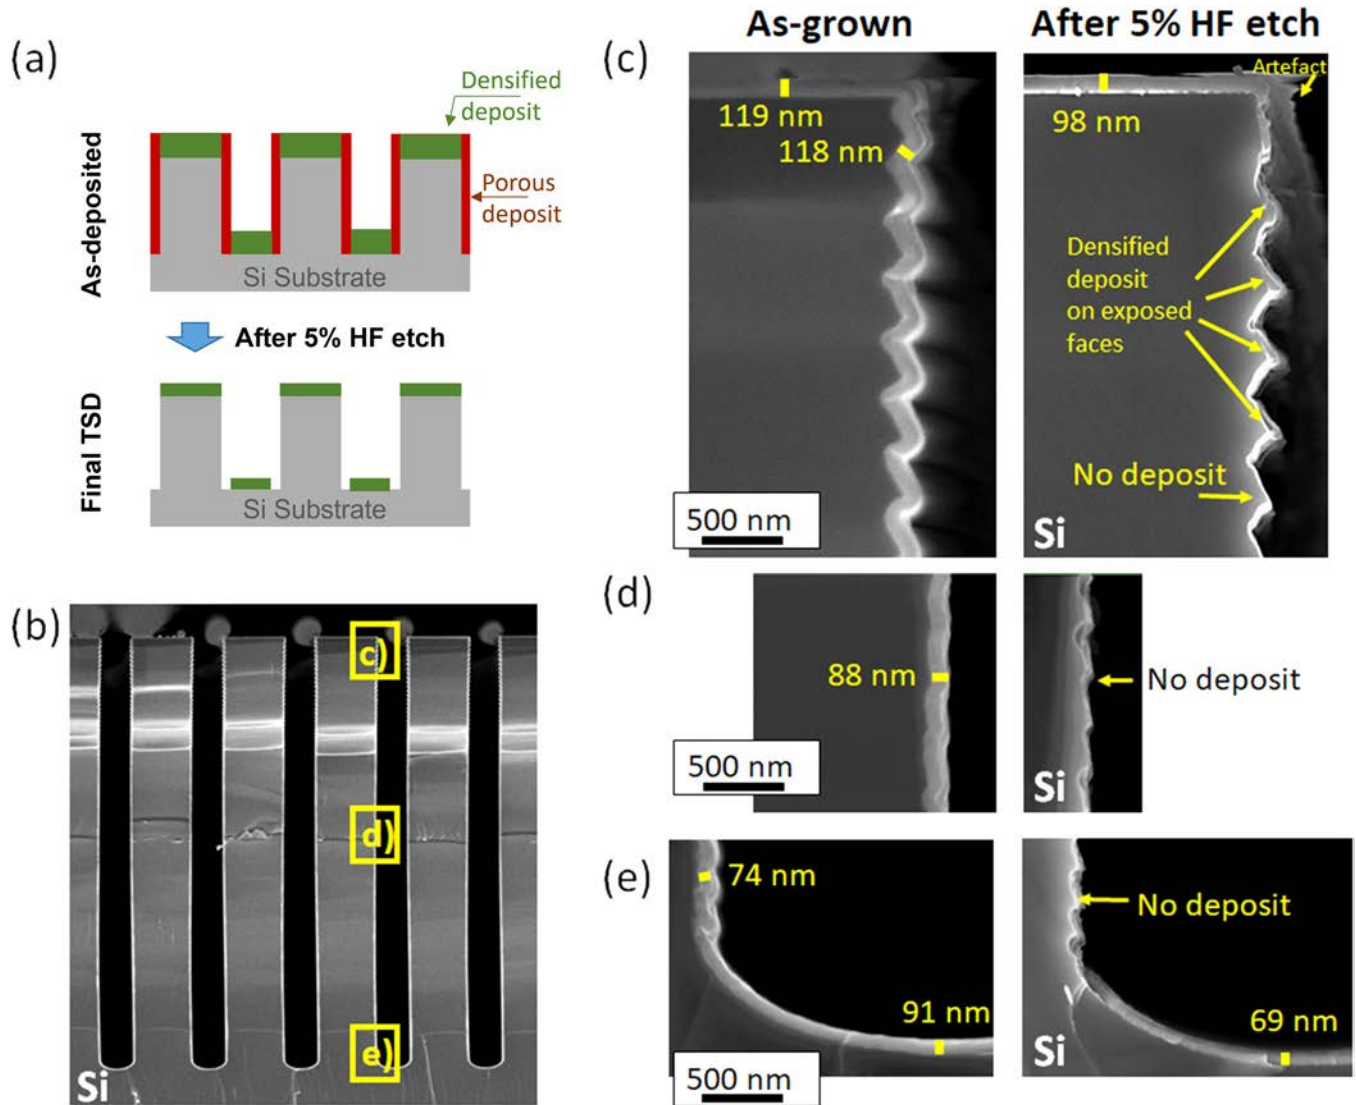 (a)
Densified
deposit
Porous
deposit
As-deposited
Si Substrate
After 5% HF etch
Final TSD
Si Substrate
(b)
c)
d)
e)
Si
As-grown
After 5% HF etch
(c)
119 nm
118 nm
500 nm
Artefact
98 nm
Densified
deposit
on exposed
faces
No deposit
Si
(d)
88 nm
500 nm
No deposit
Si
(e)
74 nm
91 nm
500 nm
No deposit
69 nm
Si